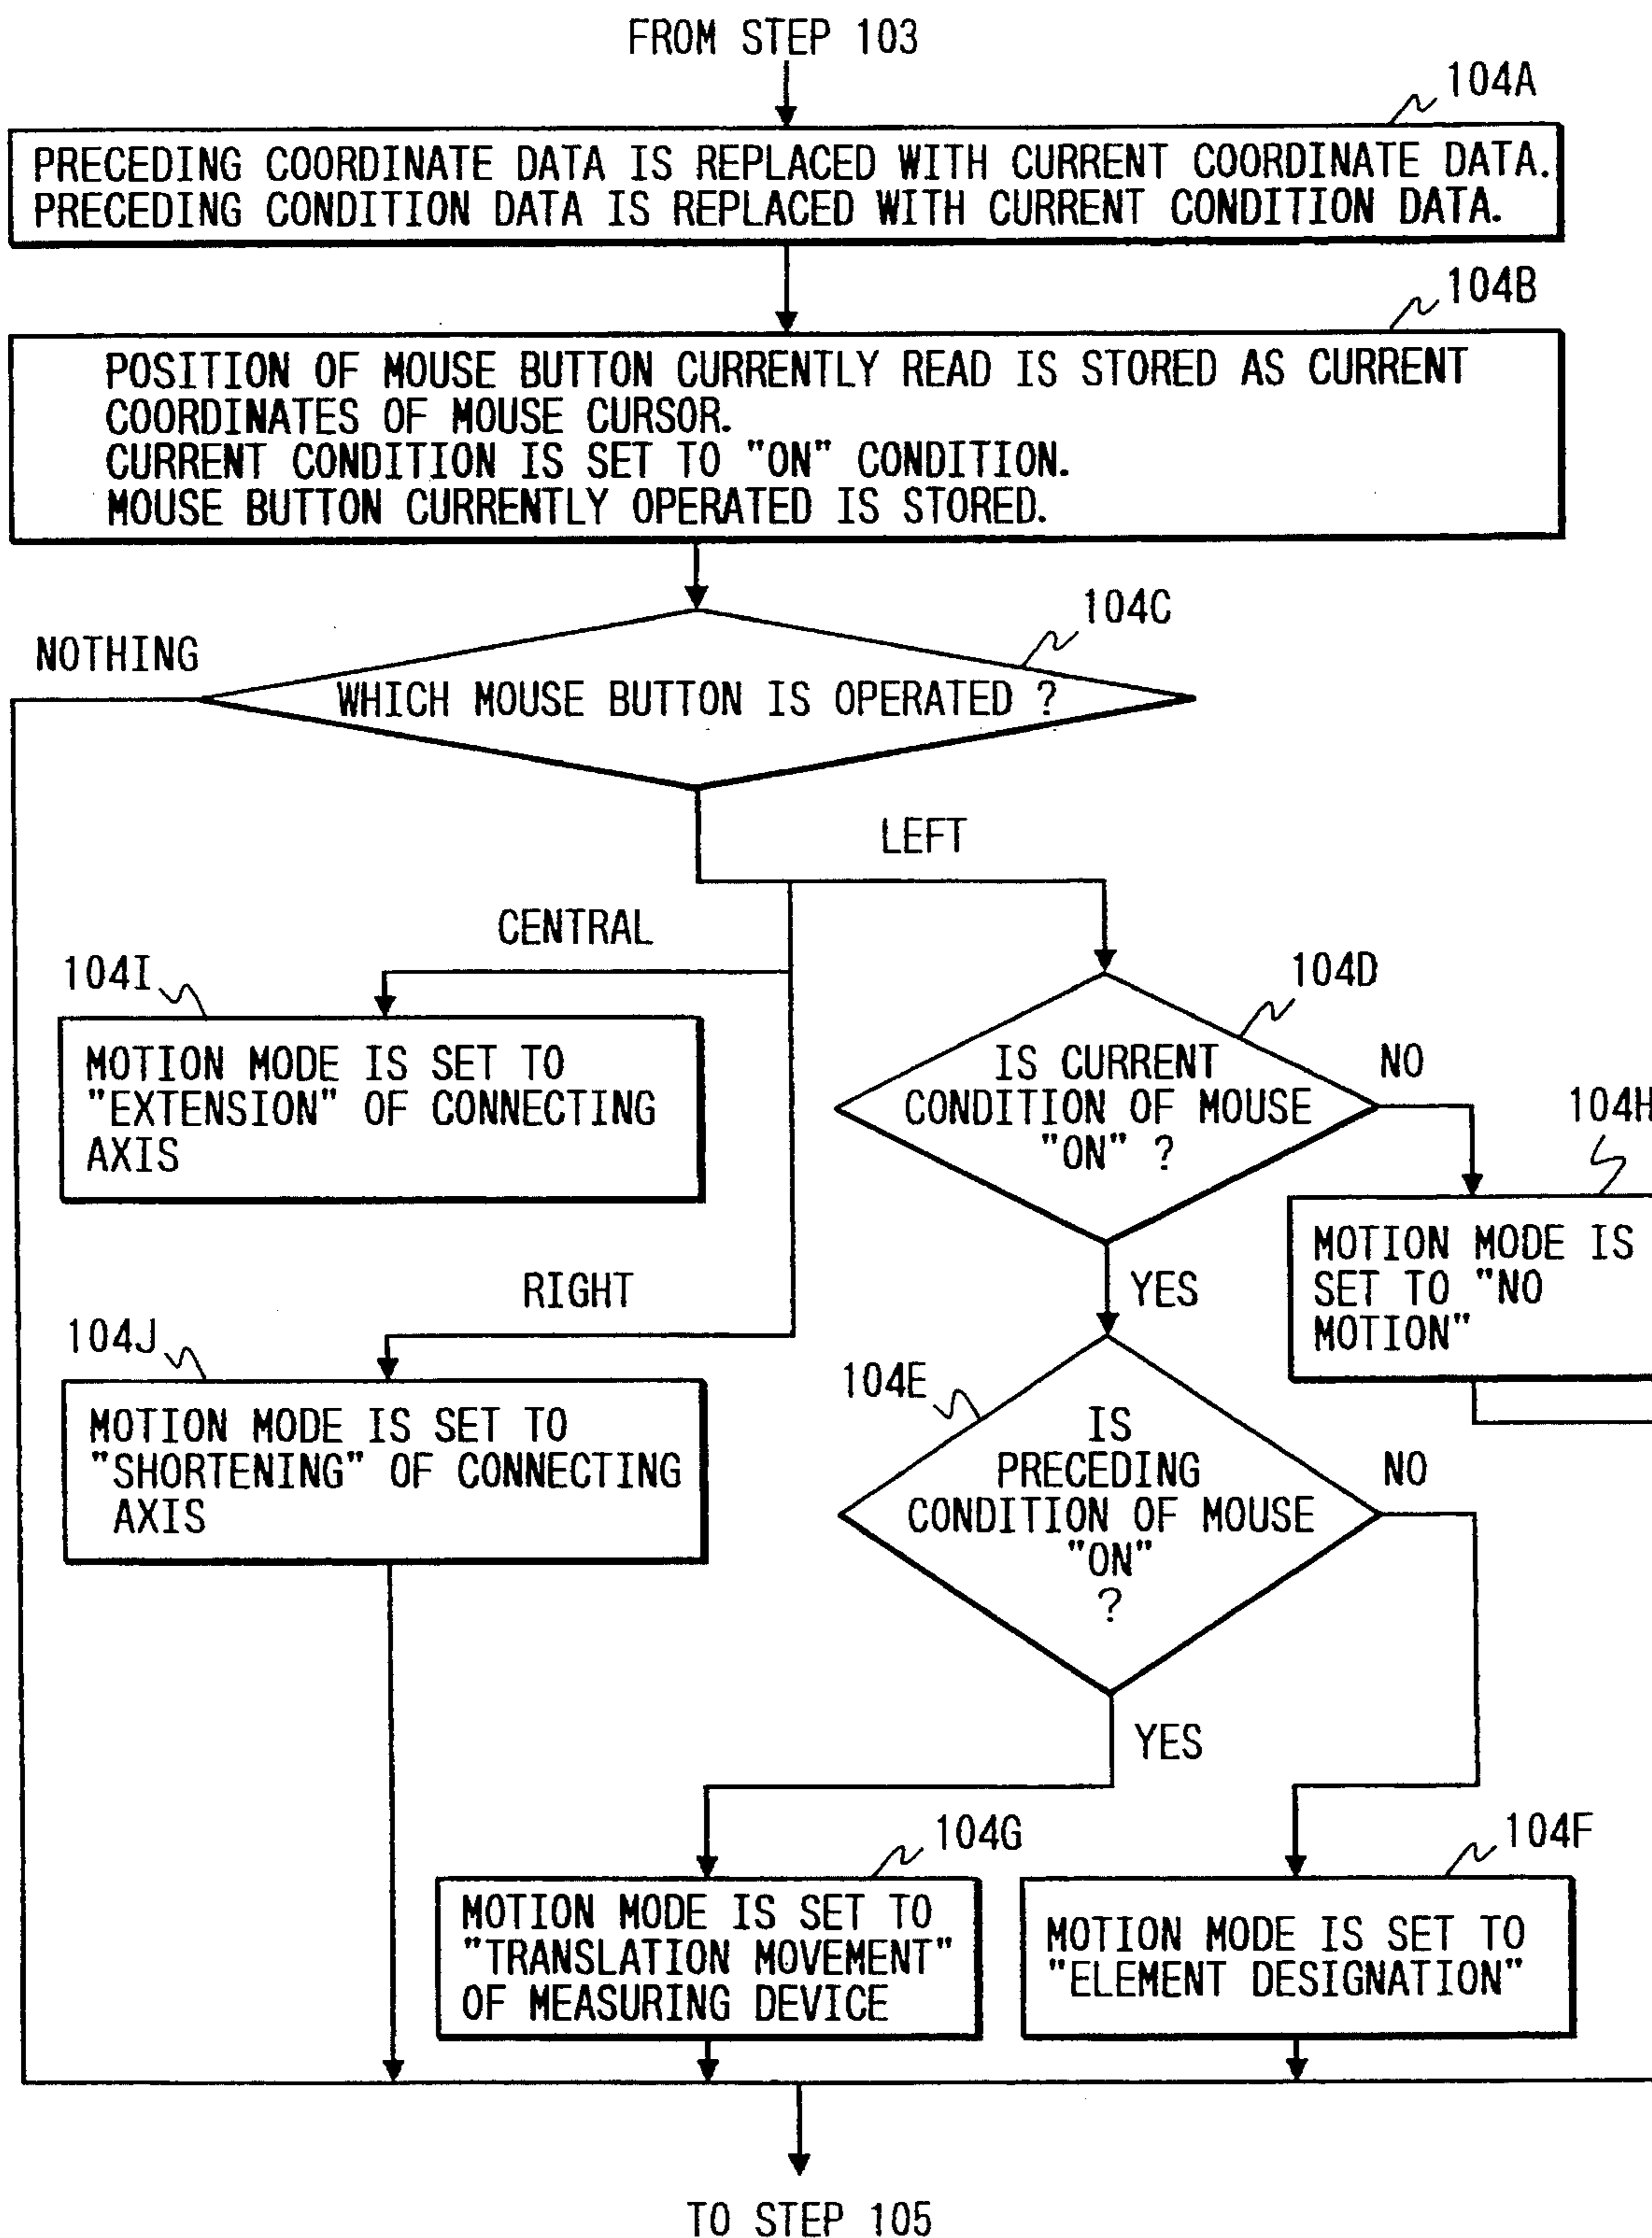 FROM STEP 103
104A
PRECEDING COORDINATE DATA IS REPLACED WITH CURRENT COORDINATE DATA.
PRECEDING CONDITION DATA IS REPLACED WITH CURRENT CONDITION DATA.
104B
POSITION OF MOUSE BUTTON CURRENTLY READ IS STORED AS CURRENT
COORDINATES OF MOUSE CURSOR.
CURRENT CONDITION IS SET TO "ON" CONDITION.
MOUSE BUTTON CURRENTLY OPERATED IS STORED.
104C
NOTHING
WHICH MOUSE BUTTON IS OPERATED ?
LEFT
CENTRAL
104I
MOTION MODE IS SET TO
"EXTENSION" OF CONNECTING
AXIS
104D
IS CURRENT
CONDITION OF MOUSE
"ON" ?
NO
104H
MOTION MODE IS
SET TO "NO
MOTION"
YES
RIGHT
104J
MOTION MODE IS SET TO
"SHORTENING" OF CONNECTING
AXIS
104E
IS
PRECEDING
CONDITION OF MOUSE
"ON"
?
NO
YES
104G
MOTION MODE IS SET TO
"TRANSLATION MOVEMENT"
OF MEASURING DEVICE
104F
MOTION MODE IS SET TO
"ELEMENT DESIGNATION"
TO STEP 105